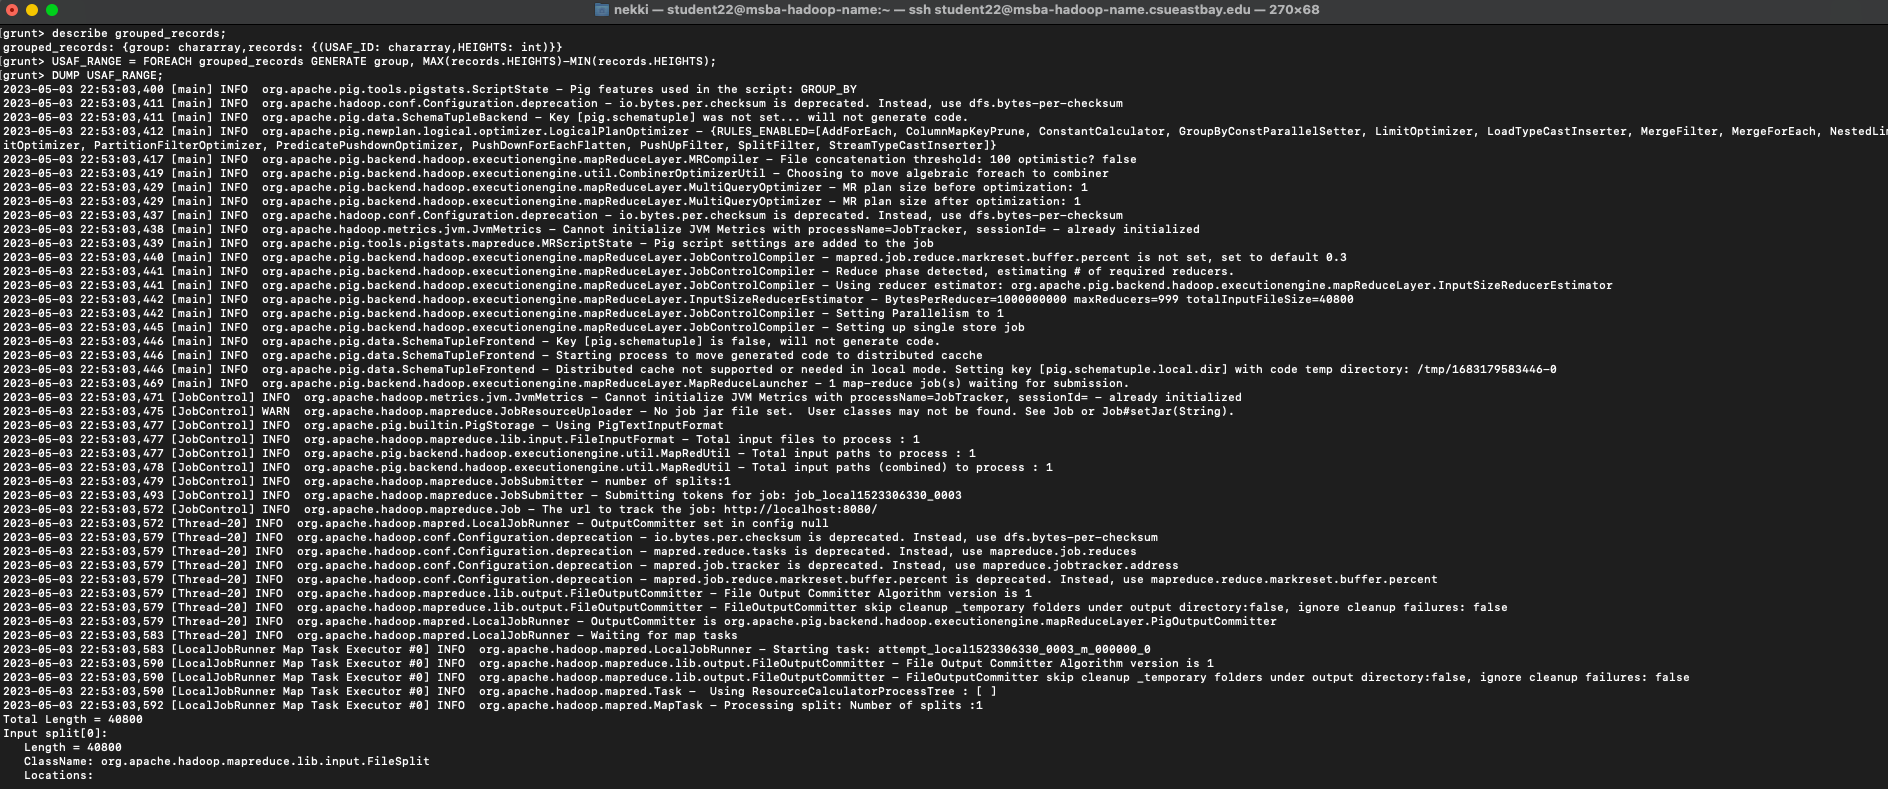 nekki — student22@msba-hadoop-name:~ — ssh student22@msba-hadoop-name.csueastbay.edu — 270×68
[grunt> describe grouped_records;
grouped_records: {group: chararray,records: {(USAF_ID: chararray,HEIGHTS: int)}}
[grunt> USAF_RANGE = FOREACH grouped_records GENERATE group, MAX(records.HEIGHTS)-MIN(records.HEIGHTS);
[grunt> DUMP USAF_RANGE;
2023-05-03 22:53:03,400 [main] INFO  org.apache.pig.tools.pigstats.ScriptState - Pig features used in the script: GROUP_BY
2023-05-03 22:53:03,411 [main] INFO  org.apache.hadoop.conf.Configuration.deprecation - io.bytes.per.checksum is deprecated. Instead, use dfs.bytes-per-checksum
2023-05-03 22:53:03,411 [main] INFO  org.apache.pig.data.SchemaTupleBackend - Key [pig.schematuple] was not set... will not generate code.
2023-05-03 22:53:03,412 [main] INFO  org.apache.pig.newplan.logical.optimizer.LogicalPlanOptimizer - {RULES_ENABLED=[AddForEach, ColumnMapKeyPrune, ConstantCalculator, GroupByConstParallelSetter, LimitOptimizer, LoadTypeCastInserter, MergeFilter, MergeForEach, NestedLim
itOptimizer, PartitionFilterOptimizer, PredicatePushdownOptimizer, PushDownForEachFlatten, PushUpFilter, SplitFilter, StreamTypeCastInserter]}
2023-05-03 22:53:03,417 [main] INFO  org.apache.pig.backend.hadoop.executionengine.mapReduceLayer.MRCompiler - File concatenation threshold: 100 optimistic? false
2023-05-03 22:53:03,419 [main] INFO  org.apache.pig.backend.hadoop.executionengine.util.CombinerOptimizerUtil - Choosing to move algebraic foreach to combiner
2023-05-03 22:53:03,429 [main] INFO  org.apache.pig.backend.hadoop.executionengine.mapReduceLayer.MultiQueryOptimizer - MR plan size before optimization: 1
2023-05-03 22:53:03,429 [main] INFO  org.apache.pig.backend.hadoop.executionengine.mapReduceLayer.MultiQueryOptimizer - MR plan size after optimization: 1
2023-05-03 22:53:03,437 [main] INFO  org.apache.hadoop.conf.Configuration.deprecation - io.bytes.per.checksum is deprecated. Instead, use dfs.bytes-per-checksum
2023-05-03 22:53:03,438 [main] INFO  org.apache.hadoop.metrics.jvm.JvmMetrics - Cannot initialize JVM Metrics with processName=JobTracker, sessionId= - already initialized
2023-05-03 22:53:03,439 [main] INFO  org.apache.pig.tools.pigstats.mapreduce.MRScriptState - Pig script settings are added to the job
2023-05-03 22:53:03,440 [main] INFO  org.apache.pig.backend.hadoop.executionengine.mapReduceLayer.JobControlCompiler - mapred.job.reduce.markreset.buffer.percent is not set, set to default 0.3
2023-05-03 22:53:03,441 [main] INFO  org.apache.pig.backend.hadoop.executionengine.mapReduceLayer.JobControlCompiler - Reduce phase detected, estimating # of required reducers.
2023-05-03 22:53:03,441 [main] INFO  org.apache.pig.backend.hadoop.executionengine.mapReduceLayer.JobControlCompiler - Using reducer estimator: org.apache.pig.backend.hadoop.executionengine.mapReduceLayer.InputSizeReducerEstimator
2023-05-03 22:53:03,442 [main] INFO  org.apache.pig.backend.hadoop.executionengine.mapReduceLayer.InputSizeReducerEstimator - BytesPerReducer=1000000000 maxReducers=999 totalInputFileSize=40800
2023-05-03 22:53:03,442 [main] INFO  org.apache.pig.backend.hadoop.executionengine.mapReduceLayer.JobControlCompiler - Setting Parallelism to 1
2023-05-03 22:53:03,445 [main] INFO  org.apache.pig.backend.hadoop.executionengine.mapReduceLayer.JobControlCompiler - Setting up single store job
2023-05-03 22:53:03,446 [main] INFO  org.apache.pig.data.SchemaTupleFrontend - Key [pig.schematuple] is false, will not generate code.
2023-05-03 22:53:03,446 [main] INFO  org.apache.pig.data.SchemaTupleFrontend - Starting process to move generated code to distributed cacche
2023-05-03 22:53:03,446 [main] INFO  org.apache.pig.data.SchemaTupleFrontend - Distributed cache not supported or needed in local mode. Setting key [pig.schematuple.local.dir] with code temp directory: /tmp/1683179583446-0
2023-05-03 22:53:03,469 [main] INFO  org.apache.pig.backend.hadoop.executionengine.mapReduceLayer.MapReduceLauncher - 1 map-reduce job(s) waiting for submission.
2023-05-03 22:53:03,471 [JobControl] INFO  org.apache.hadoop.metrics.jvm.JvmMetrics - Cannot initialize JVM Metrics with processName=JobTracker, sessionId= - already initialized
2023-05-03 22:53:03,475 [JobControl] WARN  org.apache.hadoop.mapreduce.JobResourceUploader - No job jar file set.  User classes may not be found. See Job or Job#setJar(String).
2023-05-03 22:53:03,477 [JobControl] INFO  org.apache.pig.builtin.PigStorage - Using PigTextInputFormat
2023-05-03 22:53:03,477 [JobControl] INFO  org.apache.hadoop.mapreduce.lib.input.FileInputFormat - Total input files to process : 1
2023-05-03 22:53:03,477 [JobControl] INFO  org.apache.pig.backend.hadoop.executionengine.util.MapRedUtil - Total input paths to process : 1
2023-05-03 22:53:03,478 [JobControl] INFO  org.apache.pig.backend.hadoop.executionengine.util.MapRedUtil - Total input paths (combined) to process : 1
2023-05-03 22:53:03,479 [JobControl] INFO  org.apache.hadoop.mapreduce.JobSubmitter - number of splits:1
2023-05-03 22:53:03,493 [JobControl] INFO  org.apache.hadoop.mapreduce.JobSubmitter - Submitting tokens for job: job_local1523306330_0003
2023-05-03 22:53:03,572 [JobControl] INFO  org.apache.hadoop.mapreduce.Job - The url to track the job: http://localhost:8080/
2023-05-03 22:53:03,572 [Thread-20] INFO  org.apache.hadoop.mapred.LocalJobRunner - OutputCommitter set in config null
2023-05-03 22:53:03,579 [Thread-20] INFO  org.apache.hadoop.conf.Configuration.deprecation - io.bytes.per.checksum is deprecated. Instead, use dfs.bytes-per-checksum
2023-05-03 22:53:03,579 [Thread-20] INFO  org.apache.hadoop.conf.Configuration.deprecation - mapred.reduce.tasks is deprecated. Instead, use mapreduce.job.reduces
2023-05-03 22:53:03,579 [Thread-20] INFO  org.apache.hadoop.conf.Configuration.deprecation - mapred.job.tracker is deprecated. Instead, use mapreduce.jobtracker.address
2023-05-03 22:53:03,579 [Thread-20] INFO  org.apache.hadoop.conf.Configuration.deprecation - mapred.job.reduce.markreset.buffer.percent is deprecated. Instead, use mapreduce.reduce.markreset.buffer.percent
2023-05-03 22:53:03,579 [Thread-20] INFO  org.apache.hadoop.mapreduce.lib.output.FileOutputCommitter - File Output Committer Algorithm version is 1
2023-05-03 22:53:03,579 [Thread-20] INFO  org.apache.hadoop.mapreduce.lib.output.FileOutputCommitter - FileOutputCommitter skip cleanup _temporary folders under output directory:false, ignore cleanup failures: false
2023-05-03 22:53:03,579 [Thread-20] INFO  org.apache.hadoop.mapred.LocalJobRunner - OutputCommitter is org.apache.pig.backend.hadoop.executionengine.mapReduceLayer.PigOutputCommitter
2023-05-03 22:53:03,583 [Thread-20] INFO  org.apache.hadoop.mapred.LocalJobRunner - Waiting for map tasks
2023-05-03 22:53:03,583 [LocalJobRunner Map Task Executor #0] INFO  org.apache.hadoop.mapred.LocalJobRunner - Starting task: attempt_local1523306330_0003_m_000000_0
2023-05-03 22:53:03,590 [LocalJobRunner Map Task Executor #0] INFO  org.apache.hadoop.mapreduce.lib.output.FileOutputCommitter - File Output Committer Algorithm version is 1
2023-05-03 22:53:03,590 [LocalJobRunner Map Task Executor #0] INFO  org.apache.hadoop.mapreduce.lib.output.FileOutputCommitter - FileOutputCommitter skip cleanup _temporary folders under output directory:false, ignore cleanup failures: false
2023-05-03 22:53:03,590 [LocalJobRunner Map Task Executor #0] INFO  org.apache.hadoop.mapred.Task -  Using ResourceCalculatorProcessTree : [ ]
2023-05-03 22:53:03,592 [LocalJobRunner Map Task Executor #0] INFO  org.apache.hadoop.mapred.MapTask - Processing split: Number of splits :1
Total Length = 40800
Input split[0]:
   Length = 40800
   ClassName: org.apache.hadoop.mapreduce.lib.input.FileSplit
   Locations: